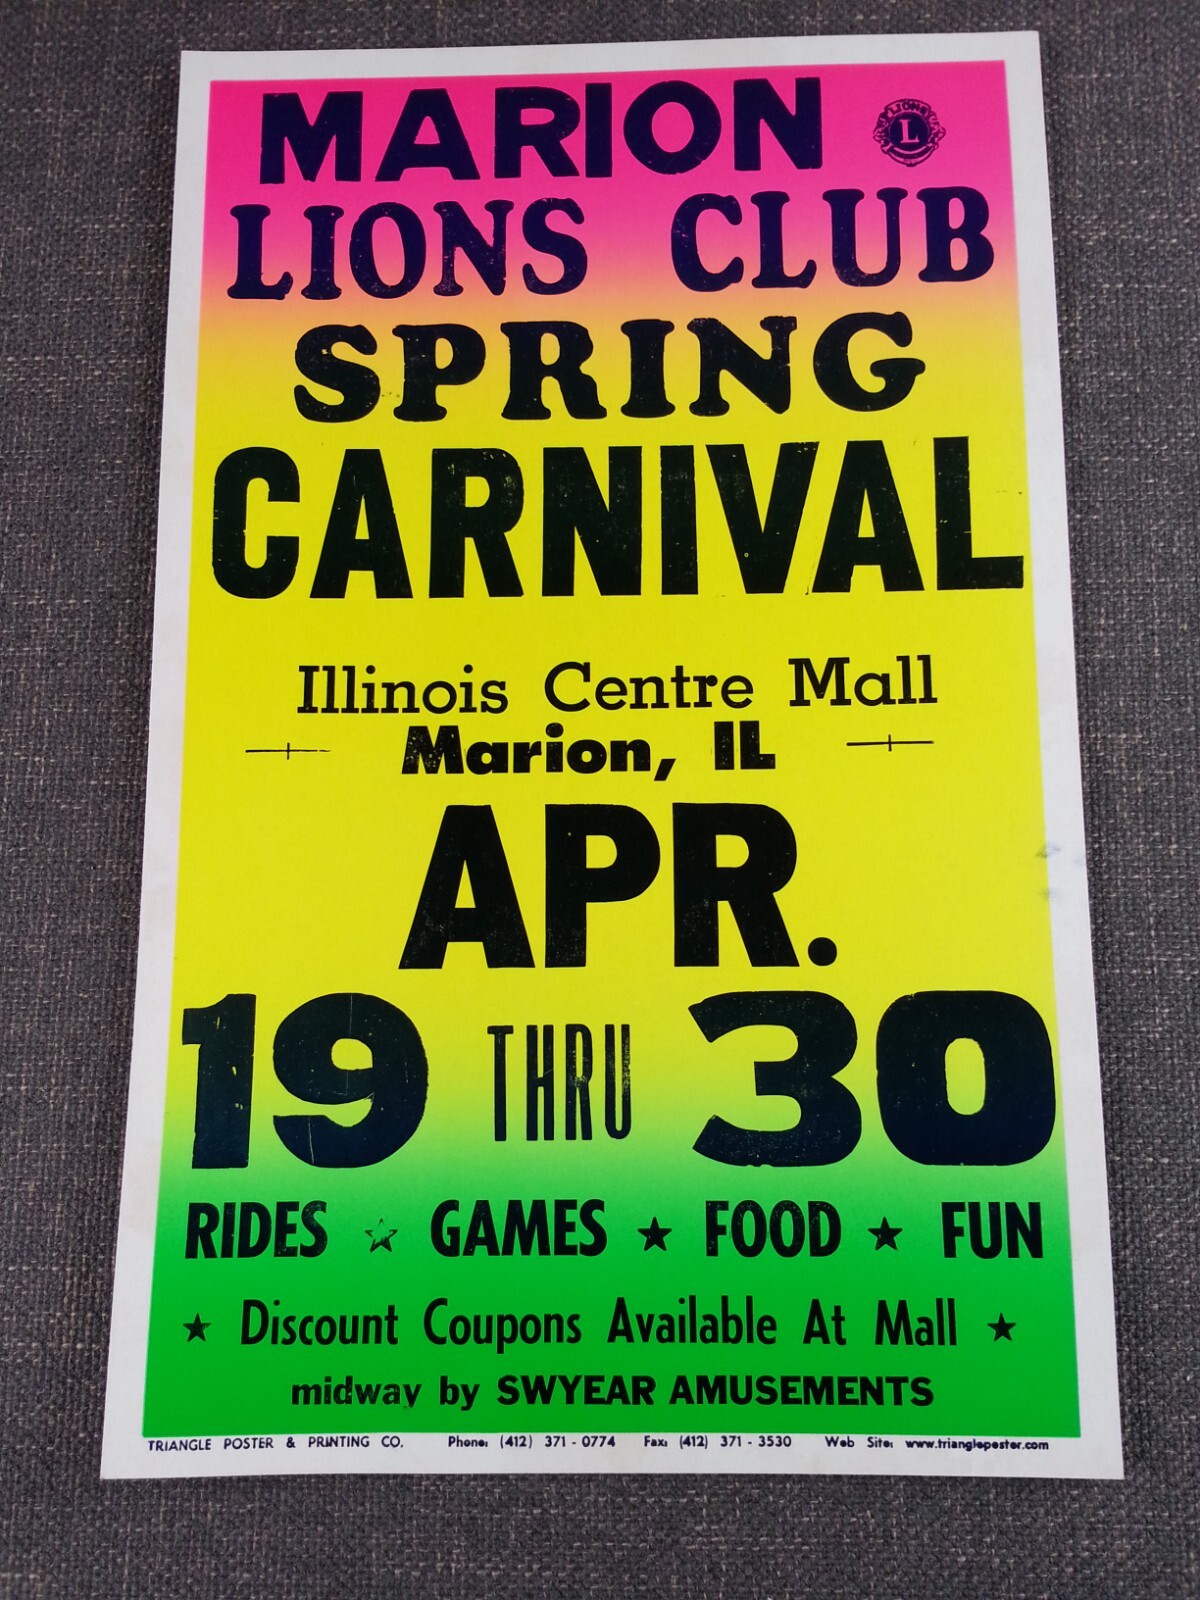 MARION
LIONS
L
LIONS CLUB
SPRING
CARNIVAL
Illinois Centre Mall
Marion, IL
APR.
19 THRU 30
RIDES ☆ GAMES ★ FOOD ★ FUN
★ Discount Coupons Available At Mall ★
midway by SWYEAR AMUSEMENTS
TRIANGLE POSTER & PRINTING CO. Phone: (412) 371-0774 Fax: (412) 371-3530 Web Site: www.triangleposter.com